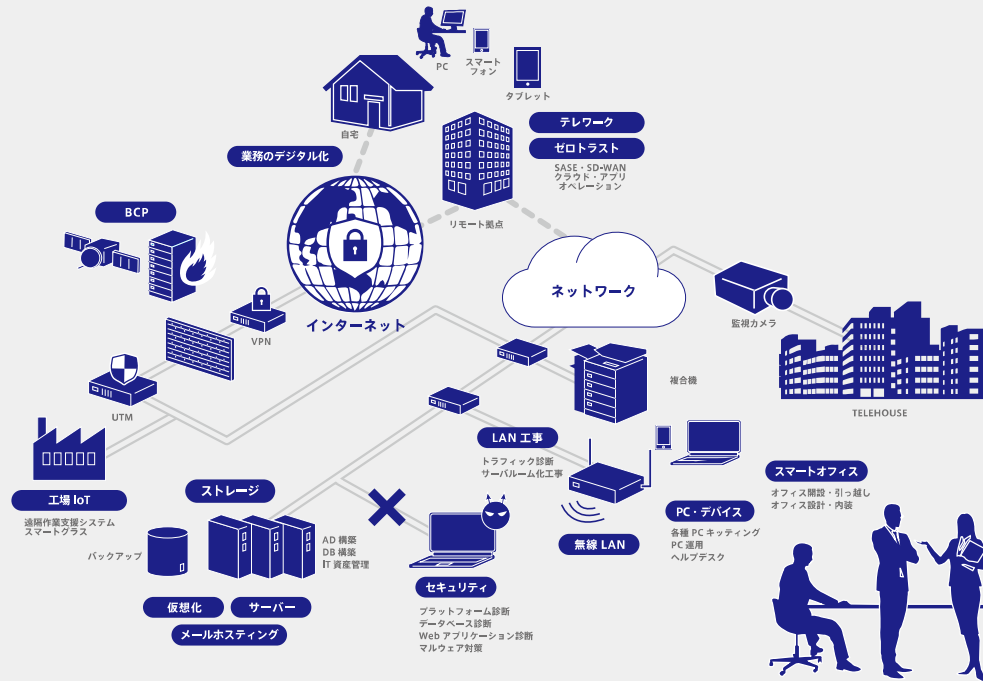 PC
スマート
フォン
タブレット
自宅
業務のデジタル化
テレワーク
ゼロトラスト
SASE・SD-WAN
クラウド・アプリ
オペレーション
リモート拠点
BCP
インターネット
VPN
UTM
ネットワーク
監視カメラ
TELEHOUSE
複合機
工場 IoT
遠隔作業支援システム
スマートグラス
ストレージ
バックアップ
AD 構築
DB 構築
IT 資産管理
仮想化
サーバー
メールホスティング
LAN 工事
トラフィック診断
サーバルーム化工事
セキュリティ
プラットフォーム診断
データベース診断
Web アプリケーション診断
マルウェア対策
無線 LAN
PC・デバイス
各種 PC キッティング
PC 運用
ヘルプデスク
スマートオフィス
オフィス開設・引っ越し
オフィス設計・内装